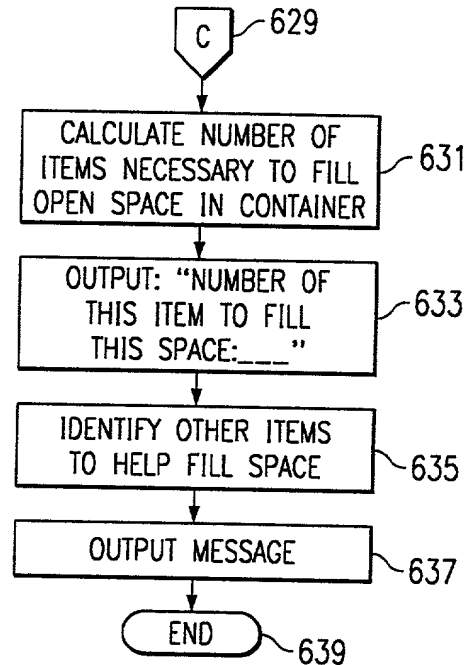 C
629
CALCULATE NUMBER OF
ITEMS NECESSARY TO FILL
OPEN SPACE IN CONTAINER
631
OUTPUT: “NUMBER OF
THIS ITEM TO FILL
THIS SPACE:___”
633
IDENTIFY OTHER ITEMS
TO HELP FILL SPACE
635
OUTPUT MESSAGE
637
END
639